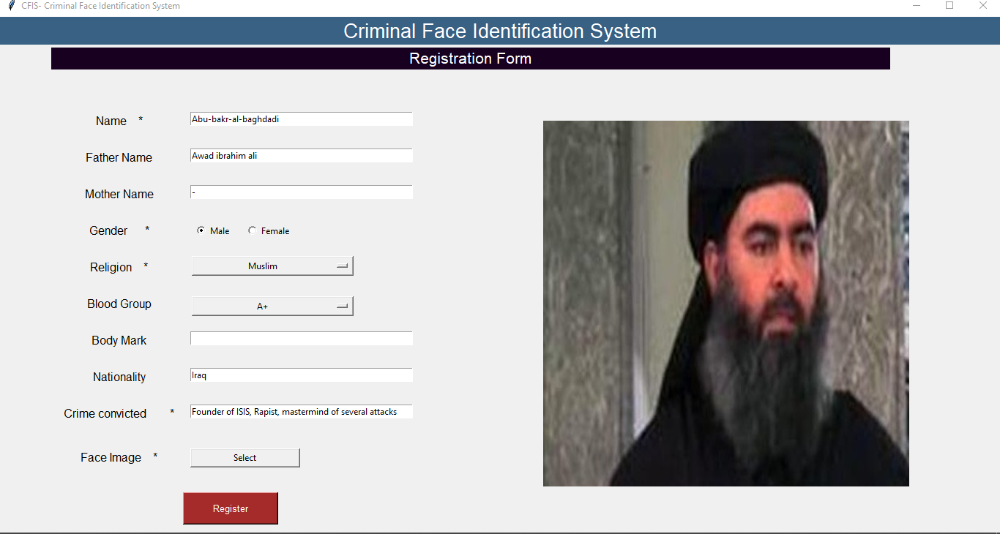 CFIS- Criminal Face Identification System
Criminal Face Identification System
Registration Form
Name *
Abu-bakr-al-baghdadi
Father Name
Awad ibrahim ali
Mother Name
-
Gender *
Male Female
Religion *
Muslim
Blood Group
A+
Body Mark
Nationality
Iraq
Crime convicted *
Founder of ISIS, Rapist, mastermind of several attacks
Face Image *
Select
Register